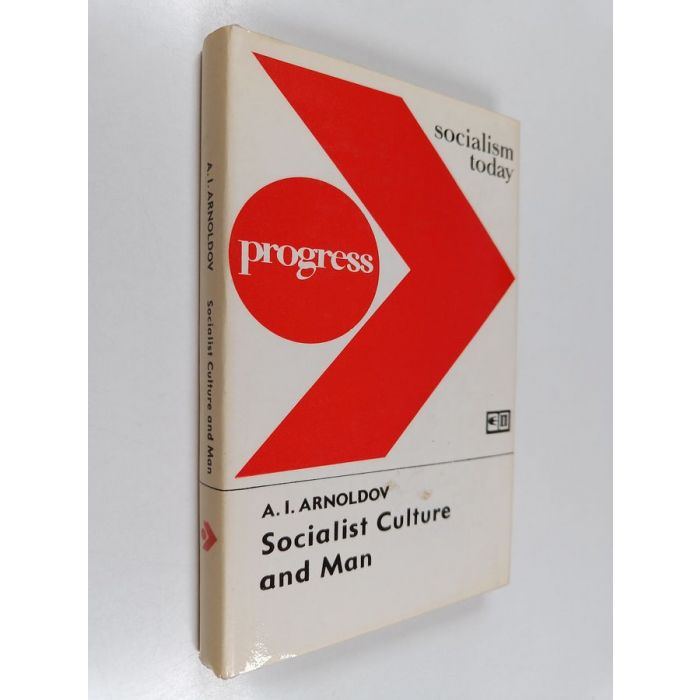 socialism
today
progress
A. I. ARNOLDOV
Socialist Culture
and Man
A. I. ARNOLDOV Socialist Culture and Man